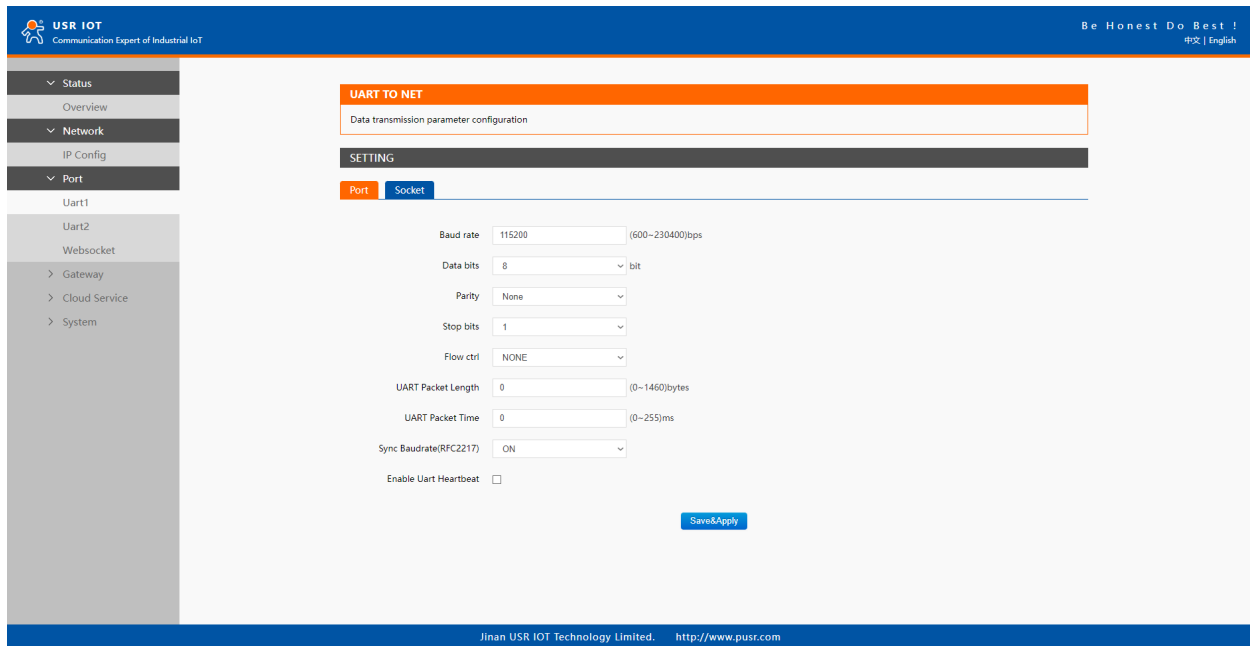 USR IOT
Communication Expert of Industrial IoT
Be Honest Do Best !
中文 | English
Status
Overview
Network
IP Config
Port
Uart1
Uart2
Websocket
Gateway
Cloud Service
System
UART TO NET
Data transmission parameter configuration
SETTING
Port Socket
Baud rate 115200 (600~230400)bps
Data bits 8 bit
Parity None
Stop bits 1
Flow ctrl NONE
UART Packet Length 0 (0~1460)bytes
UART Packet Time 0 (0~255)ms
Sync Baudrate(RFC2217) ON
Enable Uart Heartbeat
Save&Apply
Jinan USR IOT Technology Limited. http://www.pusr.com